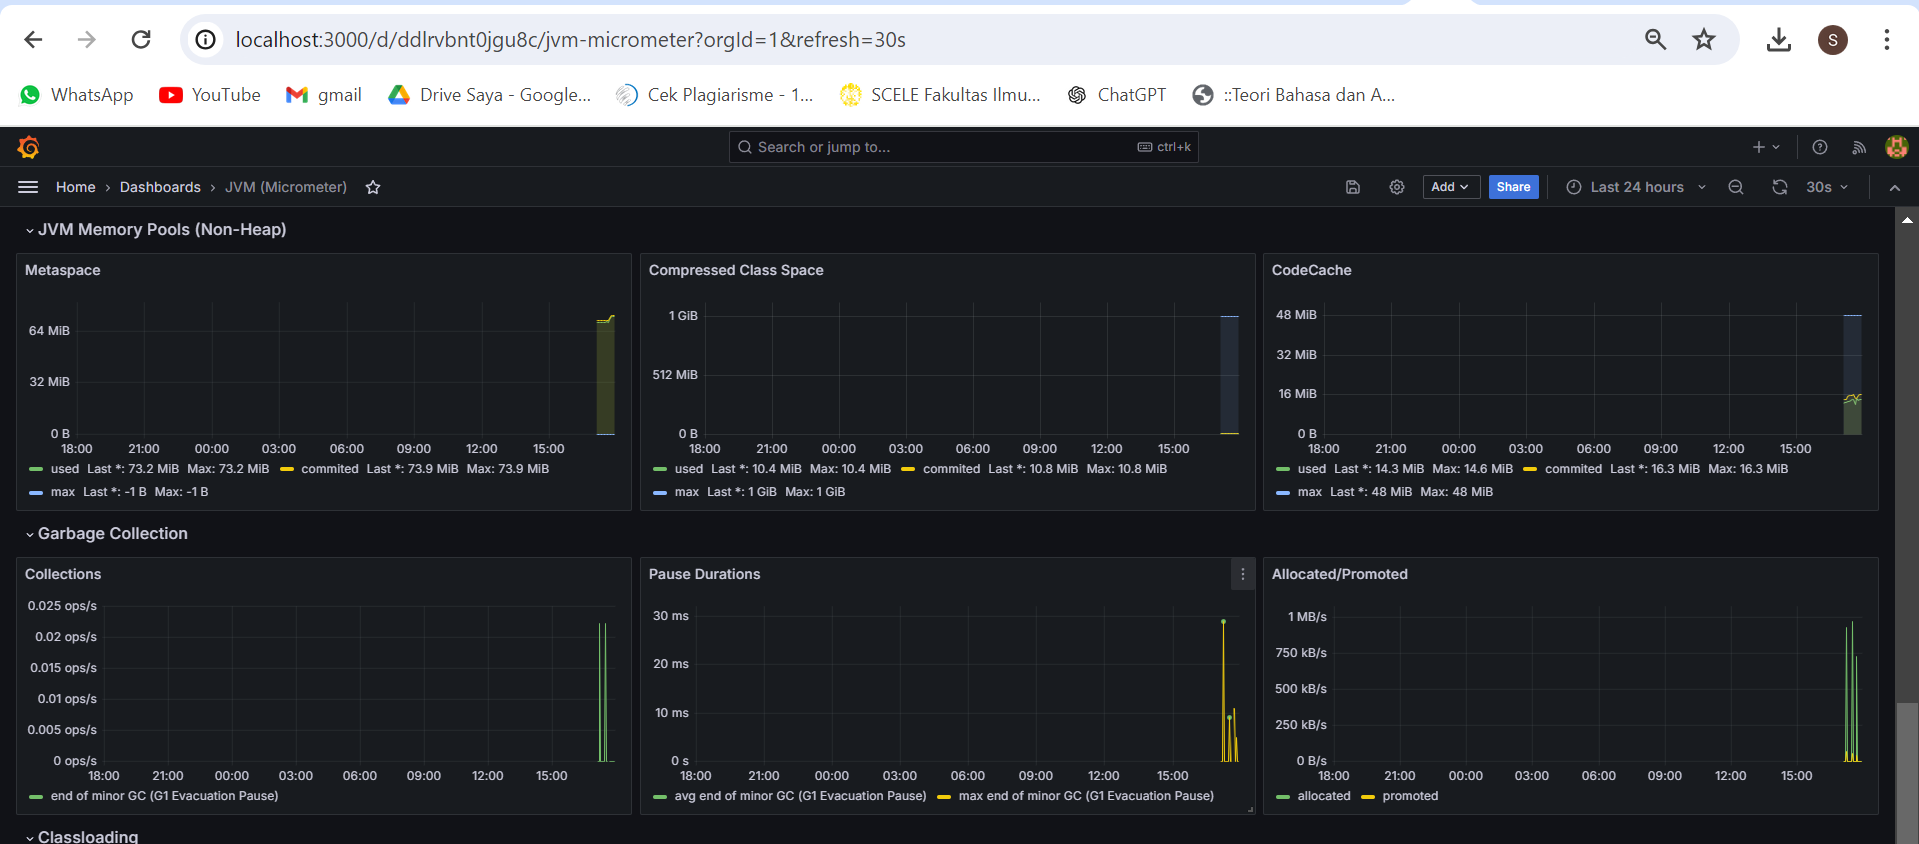 localhost:3000/d/ddlrvbnt0jgu8c/jvm-micrometer?orgId=1&refresh=30s
S
WhatsApp YouTube gmail Drive Saya - Google... Cek Plagiarisme - 1... SCELE Fakultas Ilmu... ChatGPT ::Teori Bahasa dan A...
Search or jump to... ctrl+k
Home › Dashboards › JVM (Micrometer) Add Share Last 24 hours 30s
JVM Memory Pools (Non-Heap)
Metaspace
64 MiB
32 MiB
0 B
18:00 21:00 00:00 03:00 06:00 09:00 12:00 15:00
used Last *: 73.2 MiB Max: 73.2 MiB commited Last *: 73.9 MiB Max: 73.9 MiB
max Last *: -1 B Max: -1 B
Compressed Class Space
1 GiB
512 MiB
0 B
18:00 21:00 00:00 03:00 06:00 09:00 12:00 15:00
used Last *: 10.4 MiB Max: 10.4 MiB commited Last *: 10.8 MiB Max: 10.8 MiB
max Last *: 1 GiB Max: 1 GiB
CodeCache
48 MiB
32 MiB
16 MiB
0 B
18:00 21:00 00:00 03:00 06:00 09:00 12:00 15:00
used Last *: 14.3 MiB Max: 14.6 MiB commited Last *: 16.3 MiB Max: 16.3 MiB
max Last *: 48 MiB Max: 48 MiB
Garbage Collection
Collections
0.025 ops/s
0.02 ops/s
0.015 ops/s
0.01 ops/s
0.005 ops/s
0 ops/s
18:00 21:00 00:00 03:00 06:00 09:00 12:00 15:00
end of minor GC (G1 Evacuation Pause)
Pause Durations
30 ms
20 ms
10 ms
0 s
18:00 21:00 00:00 03:00 06:00 09:00 12:00 15:00
avg end of minor GC (G1 Evacuation Pause) max end of minor GC (G1 Evacuation Pause)
Allocated/Promoted
1 MB/s
750 kB/s
500 kB/s
250 kB/s
0 B/s
18:00 21:00 00:00 03:00 06:00 09:00 12:00 15:00
allocated promoted
Classloading